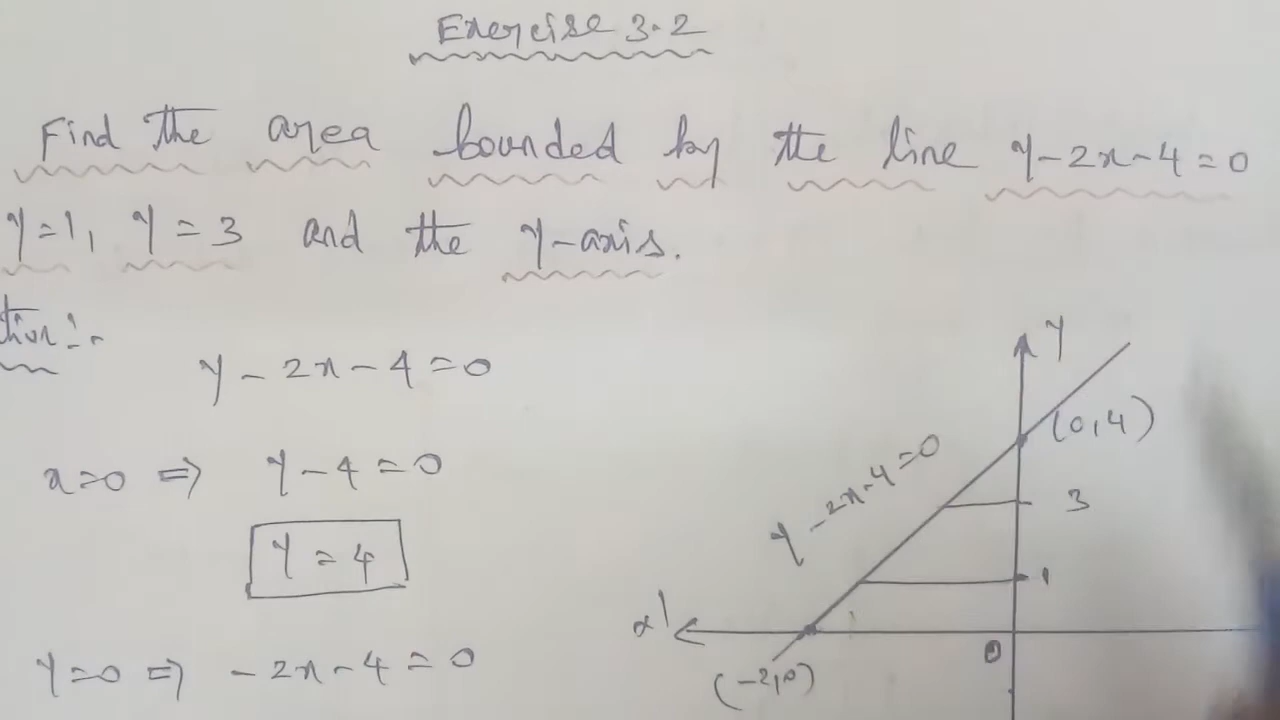 Exercise 3.2
Find the area bounded by the line y-2x-4=0
y=1, y=3 and the y-axis.
tion:-
y-2x-4=0
x=0 ⇒ y-4=0
y=4
y=0 ⇒ -2x-4=0
y
(0,4)
y-2x-4=0
3
1
x'
0
(-2,0)